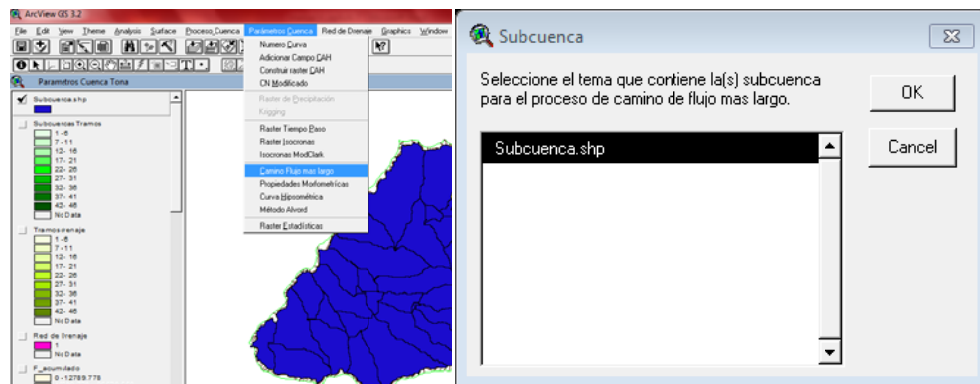 ArcView GIS 3.2
File Edit View Theme Analysis Surface Proceso_Cuenca Parámetros Cuenca Red de Drenaje Graphics Window
Numero Curva
Adicionar Campo CAH
Construir raster CAH
CN Modificado
Raster de Precipitación
Krigging
Raster Tiempo Paso
Raster Isocronas
Isocronas ModClark
Camino Flujo mas largo
Propiedades Morfometricas
Curva Hipsométrica
Método Alvord
Raster Estadísticas
Paramtros Cuenca Tona
Subcuenca.shp
Subcuencas Tramos
1 - 6
7 - 11
12 - 16
17 - 21
22 - 26
27 - 31
32 - 36
37 - 41
42 - 46
No Data
Tramos renaje
1 - 6
7 - 11
12 - 16
17 - 21
22 - 26
27 - 31
32 - 36
37 - 41
42 - 46
No Data
Red de Drenaje
1
No Data
F_acumulado
0 - 12789.778
Subcuenca
Seleccione el tema que contiene la(s) subcuenca
para el proceso de camino de flujo mas largo.
OK
Subcuenca.shp
Cancel